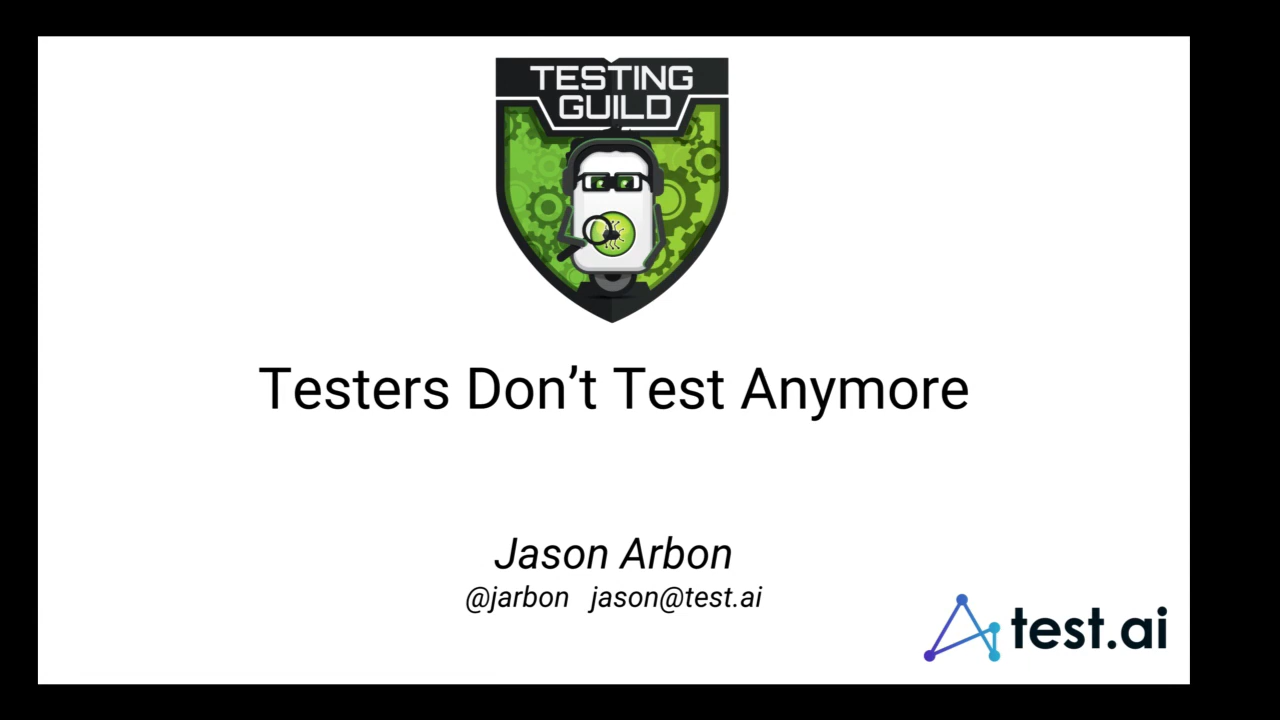 TESTING
GUILD
Testers Don’t Test Anymore
Jason Arbon
@jarbon jason@test.ai
test.ai